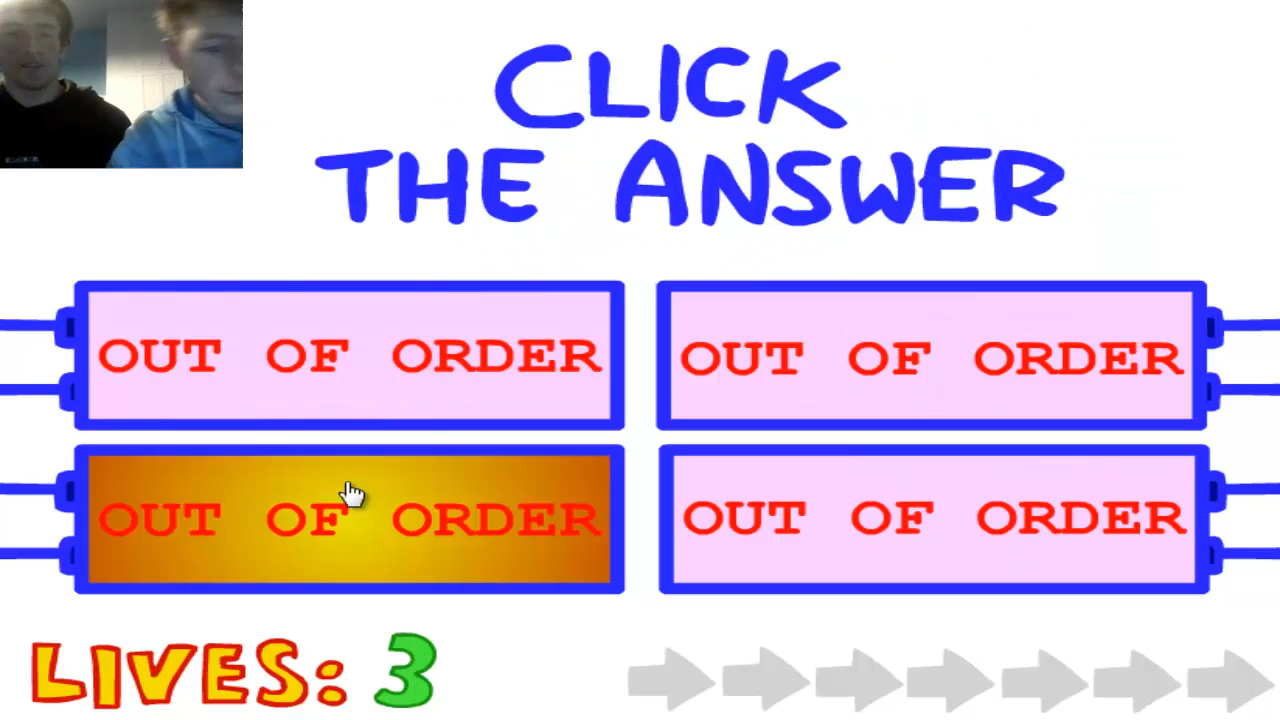 CLICK
THE ANSWER
OUT OF ORDER
OUT OF ORDER
OUT OF ORDER
OUT OF ORDER
LIVES: 3